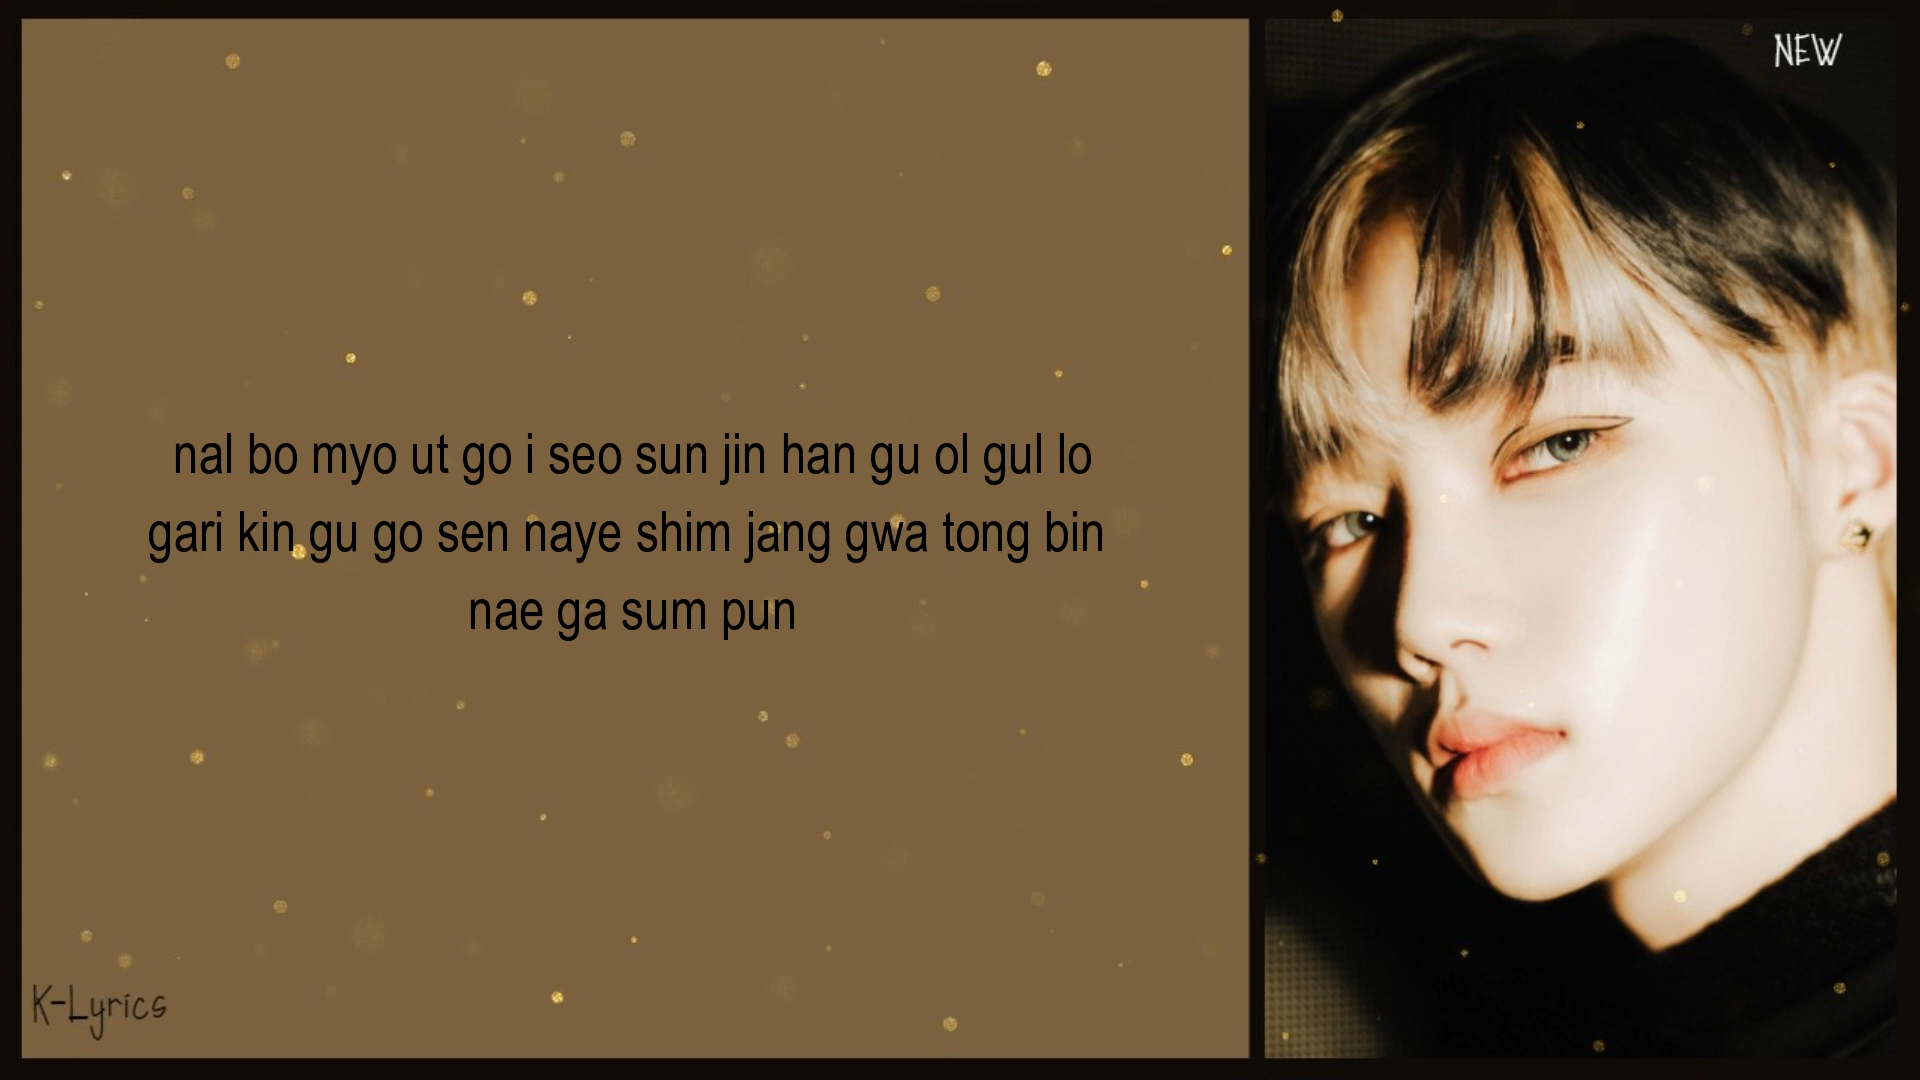 NEW
nal bo myo ut go i seo sun jin han gu ol gul lo
gari kin gu go sen naye shim jang gwa tong bin
nae ga sum pun
K-Lyrics